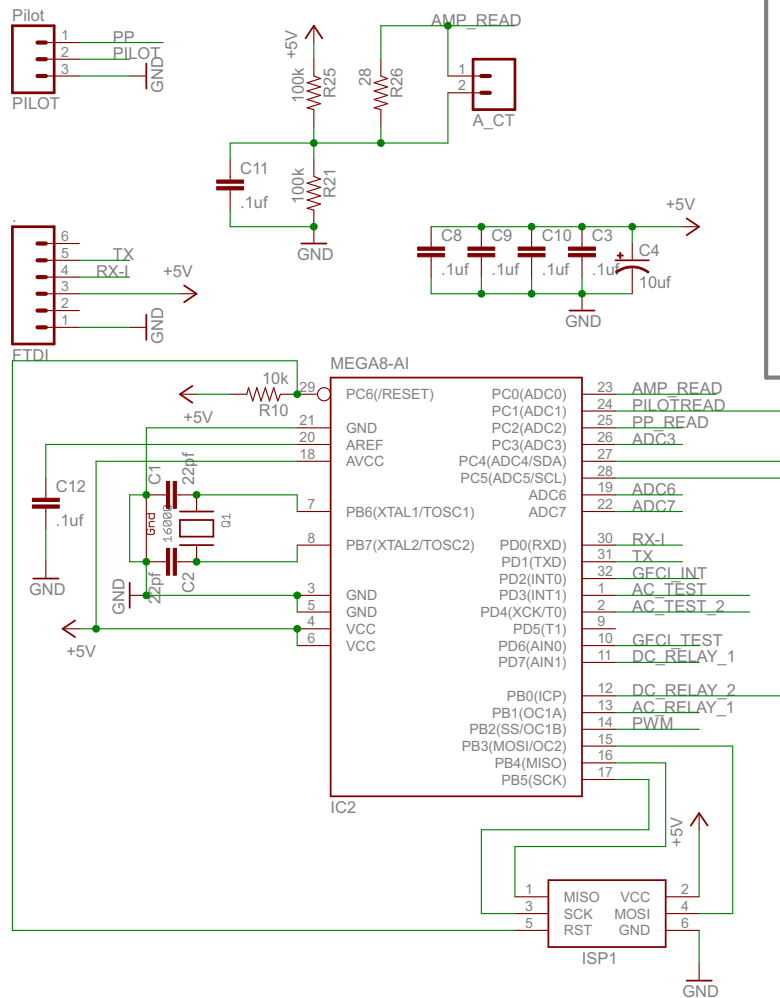 Pilot
1 PP
2 PILOT
3 GND
PILOT
+5V
100k
R25
28
R26
AMP_READ
1
2
A_CT
C11
.1uf
100k
R21
GND
.
6
5 TX
4 RX-I
3 +5V
2
1 GND
FTDI
+5V
C8 C9 C10 C3 C4
.1uf .1uf .1uf .1uf 10uf
GND
MEGA8-AI
10k
R10
+5V
29 PC6(/RESET)
21 GND
20 AREF
18 AVCC
7 PB6(XTAL1/TOSC1)
8 PB7(XTAL2/TOSC2)
3 GND
5 GND
4 VCC
6 VCC
C12
.1uf
GND
C1
22pf
Gnd
Q1
22pf
C2
GND
+5V
PC0(ADC0) 23 AMP_READ
PC1(ADC1) 24 PILOTREAD
PC2(ADC2) 25 PP_READ
PC3(ADC3) 26 ADC3
PC4(ADC4/SDA) 27
PC5(ADC5/SCL) 28
ADC6 19 ADC6
ADC7 22 ADC7
PD0(RXD) 30 RX-I
PD1(TXD) 31 TX
PD2(INT0) 32 GFCI_INT
PD3(INT1) 1 AC_TEST
PD4(XCK/T0) 2 AC_TEST_2
PD5(T1) 9
PD6(AIN0) 10 GFCI_TEST
PD7(AIN1) 11 DC_RELAY_1
PB0(ICP) 12 DC_RELAY_2
PB1(OC1A) 13 AC_RELAY_1
PB2(SS/OC1B) 14 PWM
PB3(MOSI/OC2) 15
PB4(MISO) 16
PB5(SCK) 17
IC2
+5V
1 MISO VCC 2
3 SCK MOSI 4
5 RST GND 6
ISP1
GND